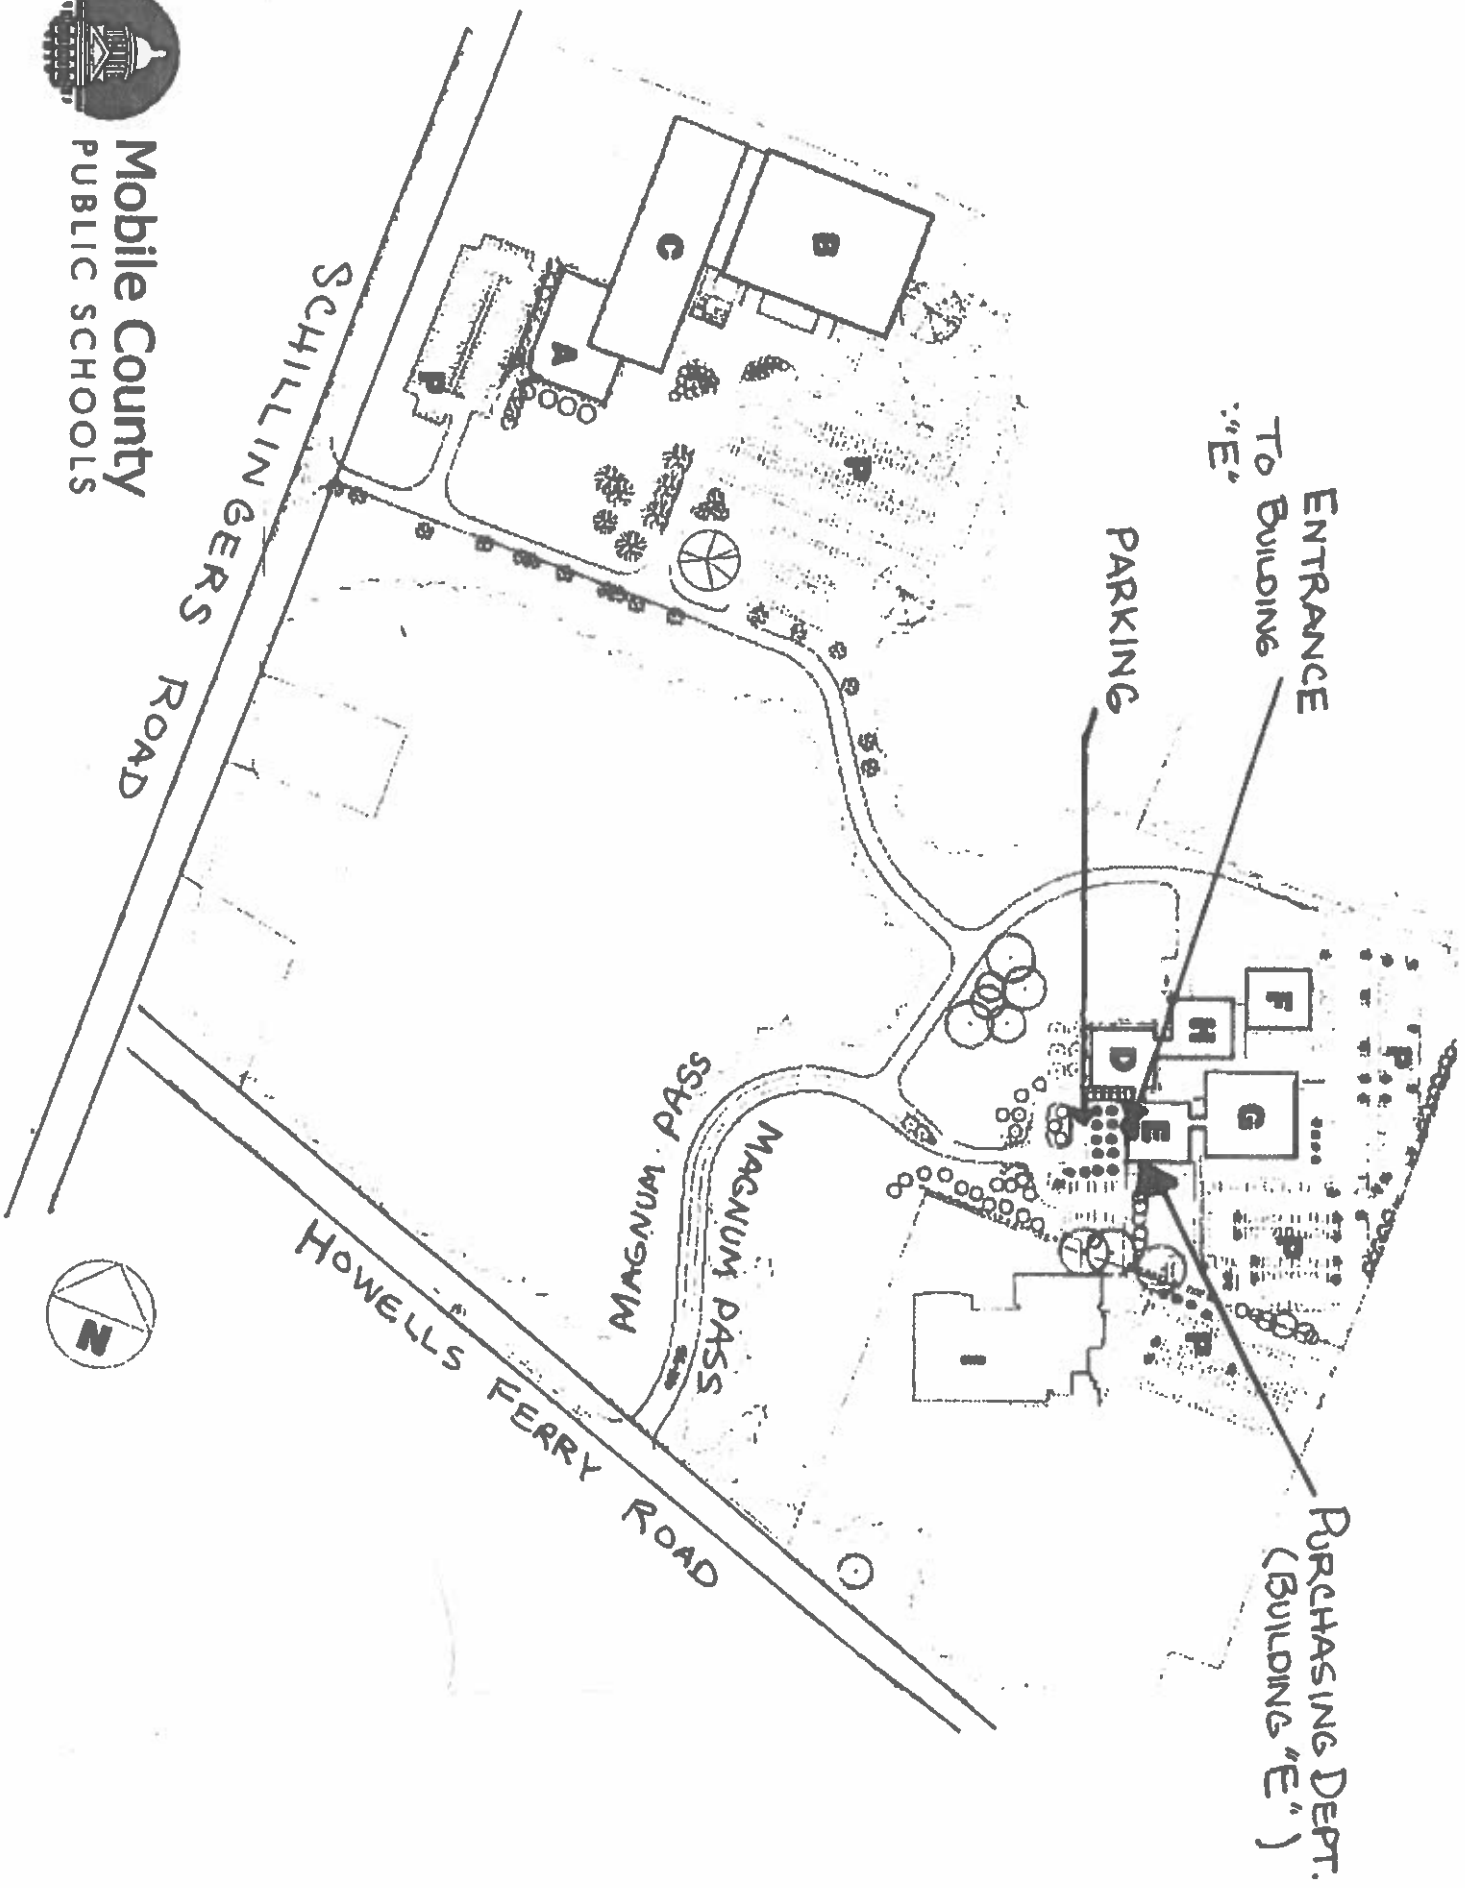 PURCHASING DEPT.
(BUILDING "E")
ENTRANCE
TO BUILDING
"E"
PARKING
F
H
D
E
G
P
P
P
I
P
B
C
A
P
MAGNUM PASS
MAGNUM PASS
HOWELLS FERRY ROAD
SCHILLINGERS ROAD
N
Mobile County
PUBLIC SCHOOLS